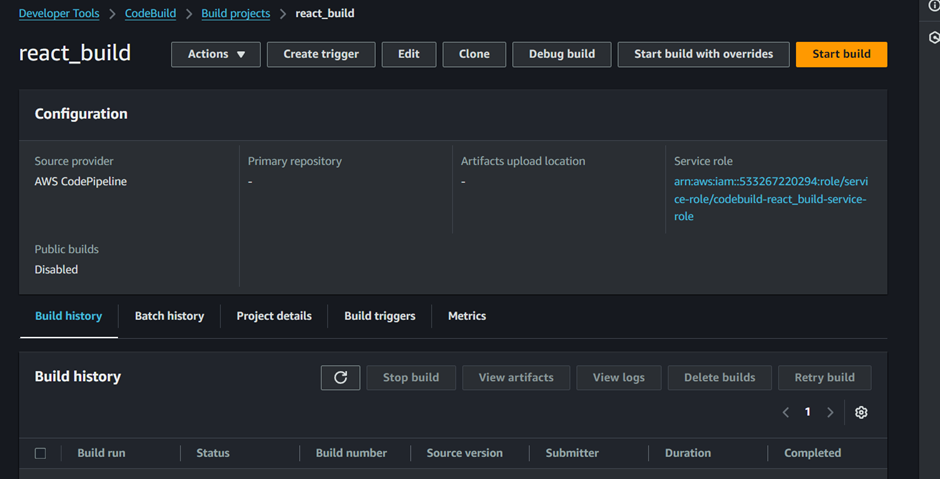 Developer Tools > CodeBuild > Build projects > react_build
react_build
Actions ▼ Create trigger Edit Clone Debug build Start build with overrides Start build
Configuration
Source provider Primary repository Artifacts upload location Service role
AWS CodePipeline - - arn:aws:iam::533267220294:role/servi
ce-role/codebuild-react_build-service-
role
Public builds
Disabled
Build history Batch history Project details Build triggers Metrics
Build history Stop build View artifacts View logs Delete builds Retry build
< 1 >
Build run Status Build number Source version Submitter Duration Completed